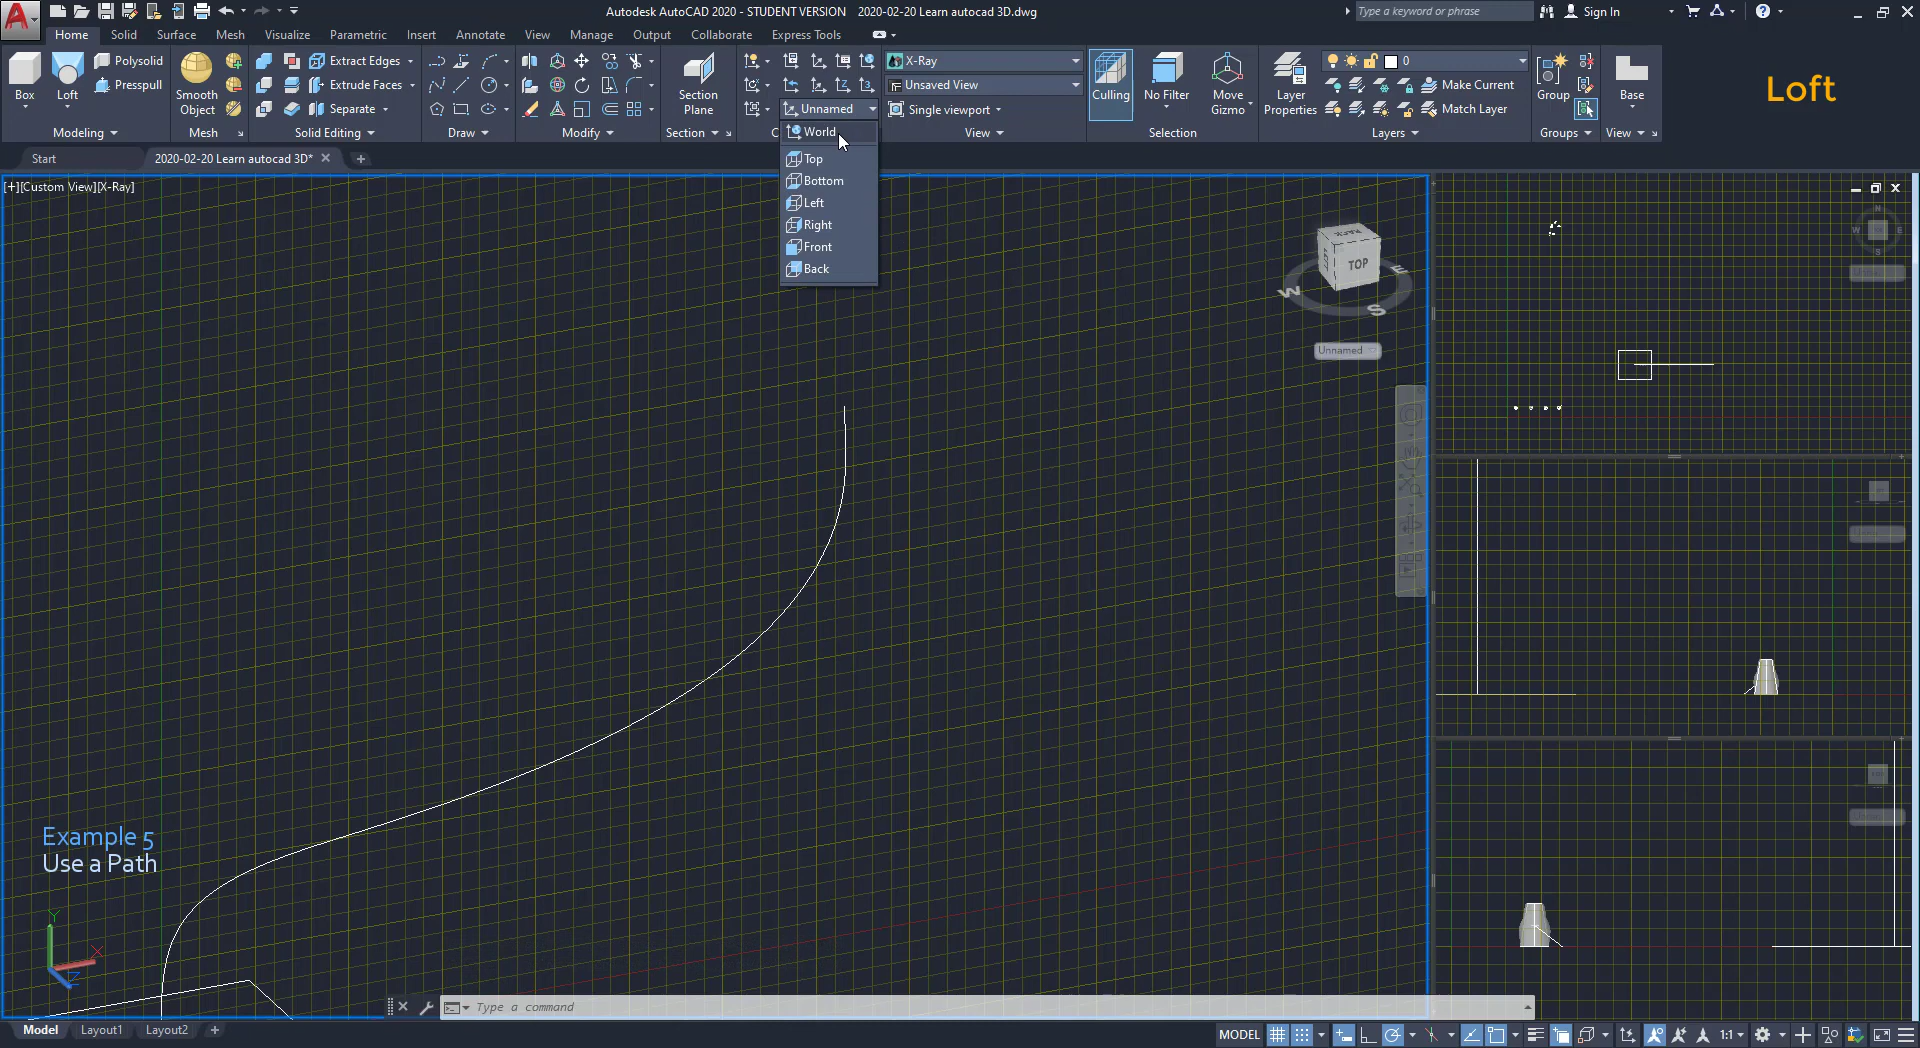 Autodesk AutoCAD 2020 - STUDENT VERSION 2020-02-20 Learn autocad 3D.dwg
Type a keyword or phrase
Sign In
Home Solid Surface Mesh Visualize Parametric Insert Annotate View Manage Output Collaborate Express Tools
Box
Loft
Polysolid
Presspull
Modeling
Smooth
Object
Mesh
Extract Edges
Extrude Faces
Separate
Solid Editing
Draw
Modify
Section
Plane
Section
Unnamed
C
X-Ray
Unsaved View
Single viewport
View
Culling
No Filter
Move
Gizmo
Selection
Layer
Properties
0
Make Current
Match Layer
Layers
Group
Groups
Base
View
Loft
World
Top
Bottom
Left
Right
Front
Back
Start
2020-02-20 Learn autocad 3D*
[+][Custom View][X-Ray]
TOP
W
S
E
Unnamed
N
W
E
S
Example 5
Use a Path
Y
X
Z
Type a command
Model Layout1 Layout2
MODEL
1:1